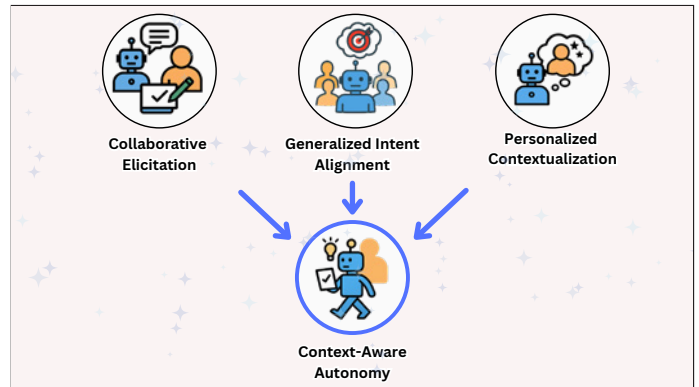 Collaborative
Elicitation
Generalized Intent
Alignment
Personalized
Contextualization
Context-Aware
Autonomy